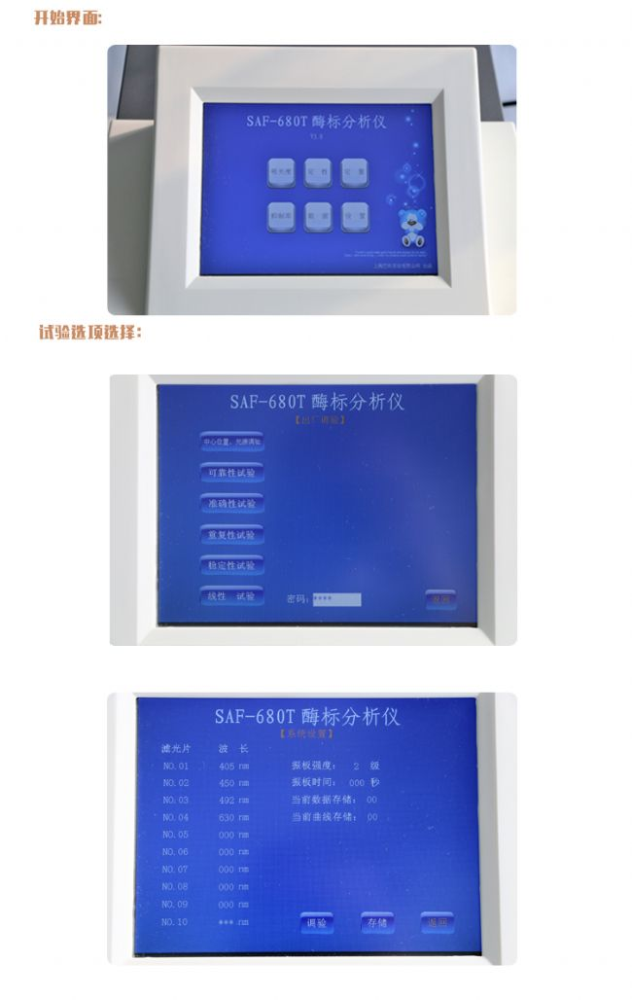 开始界面:
SAF-680T 酶标分析仪
V3.0
吸光度 定 性 定 量
抑制率 数 据 设 置
试验选项选择:
SAF-680T 酶标分析仪
【出厂调验】
中心位置、光源调验
可靠性试验
准确性试验
重复性试验
稳定性试验
线性 试验 密码: **** 返回
SAF-680T 酶标分析仪
【系统设置】
滤光片 波 长
NO.01 405 nm 振板强度: 2 级
NO.02 450 nm 振板时间: 000 秒
NO.03 492 nm 当前数据存储: 00
NO.04 630 nm 当前曲线存储: 00
NO.05 000 nm
NO.06 000 nm
NO.07 000 nm
NO.08 000 nm
NO.09 000 nm
NO.10 *** nm 调验 存储 返回